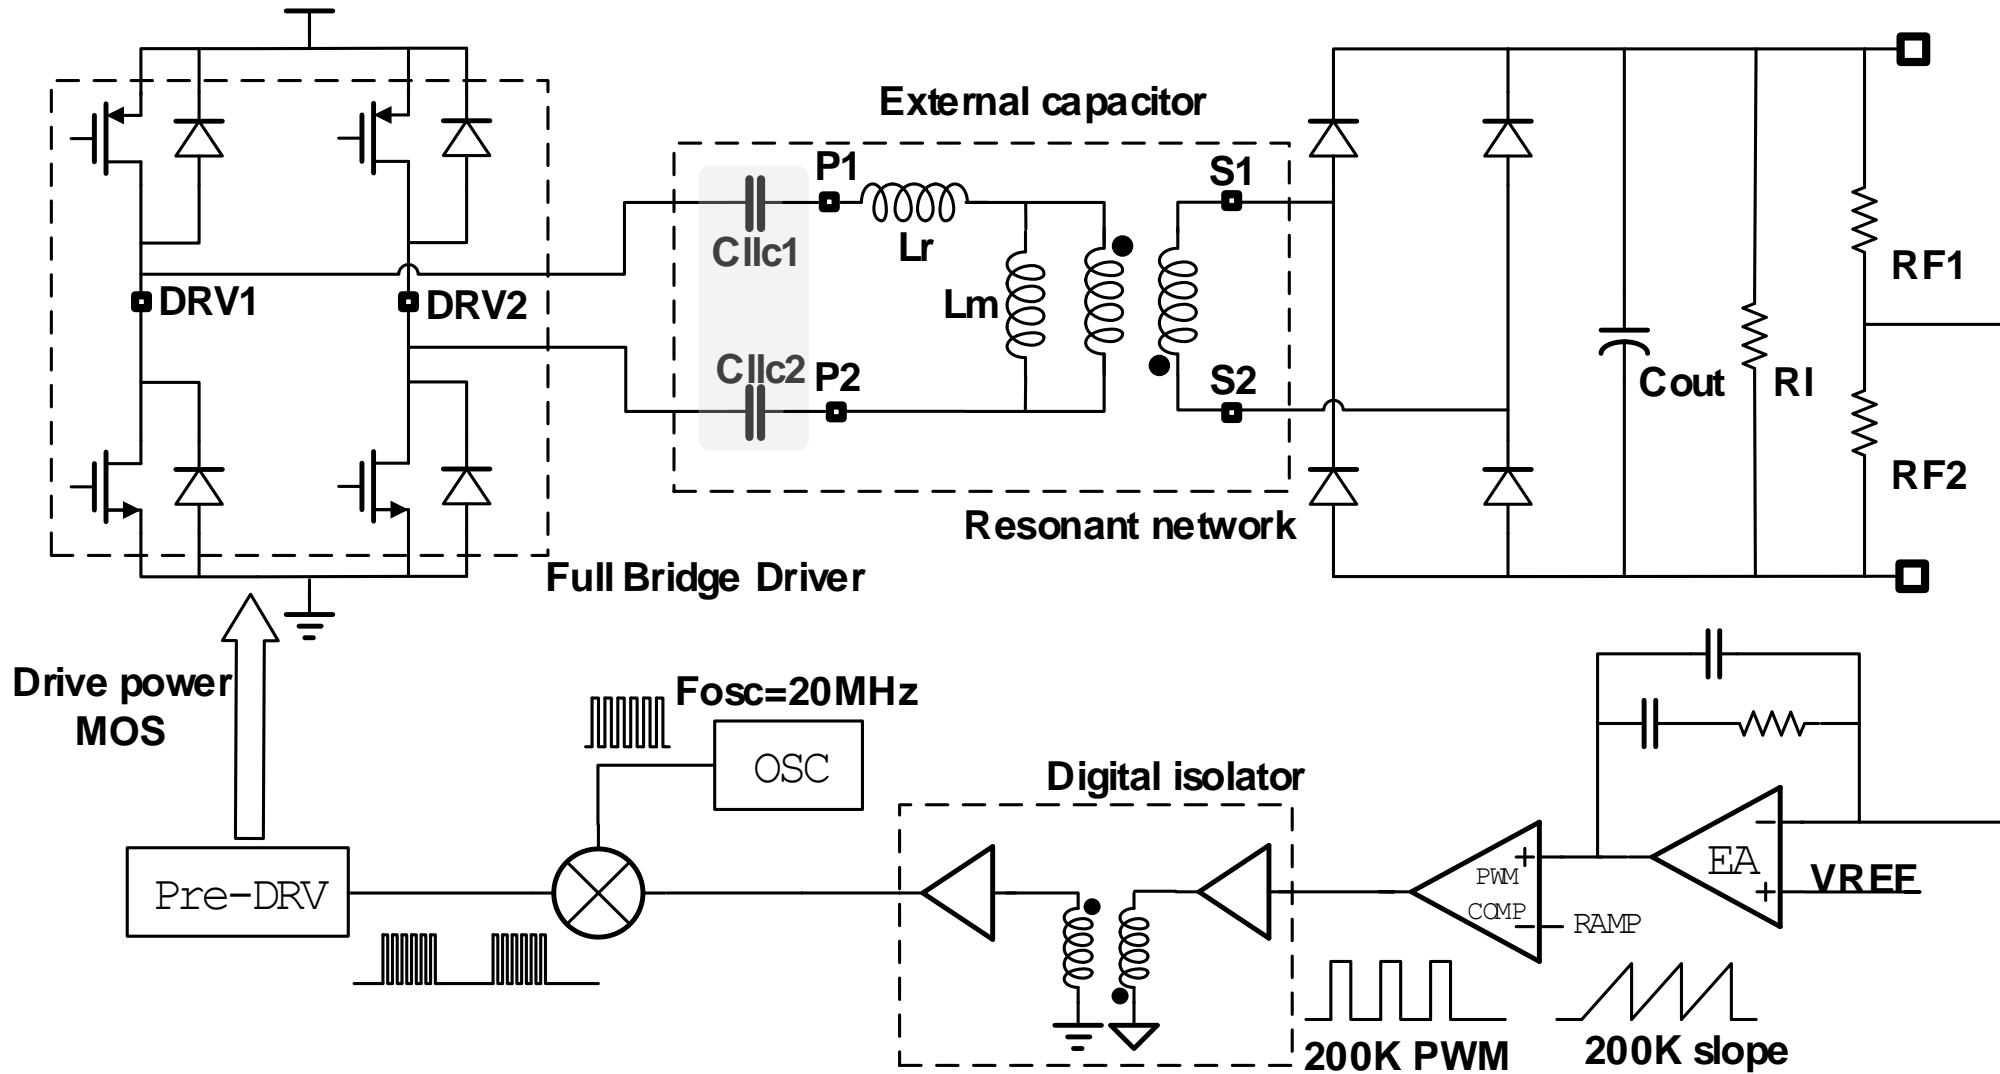 External capacitor
P1
S1
Cllc1
Lr
RF1
DRV1
DRV2
Lm
Cllc2
P2
S2
Cout
Rl
RF2
Resonant network
Full Bridge Driver
Drive power
MOS
Fosc=20MHz
OSC
Digital isolator
EA
VREF
PWM
COMP
RAMP
Pre-DRV
200K PWM
200K slope